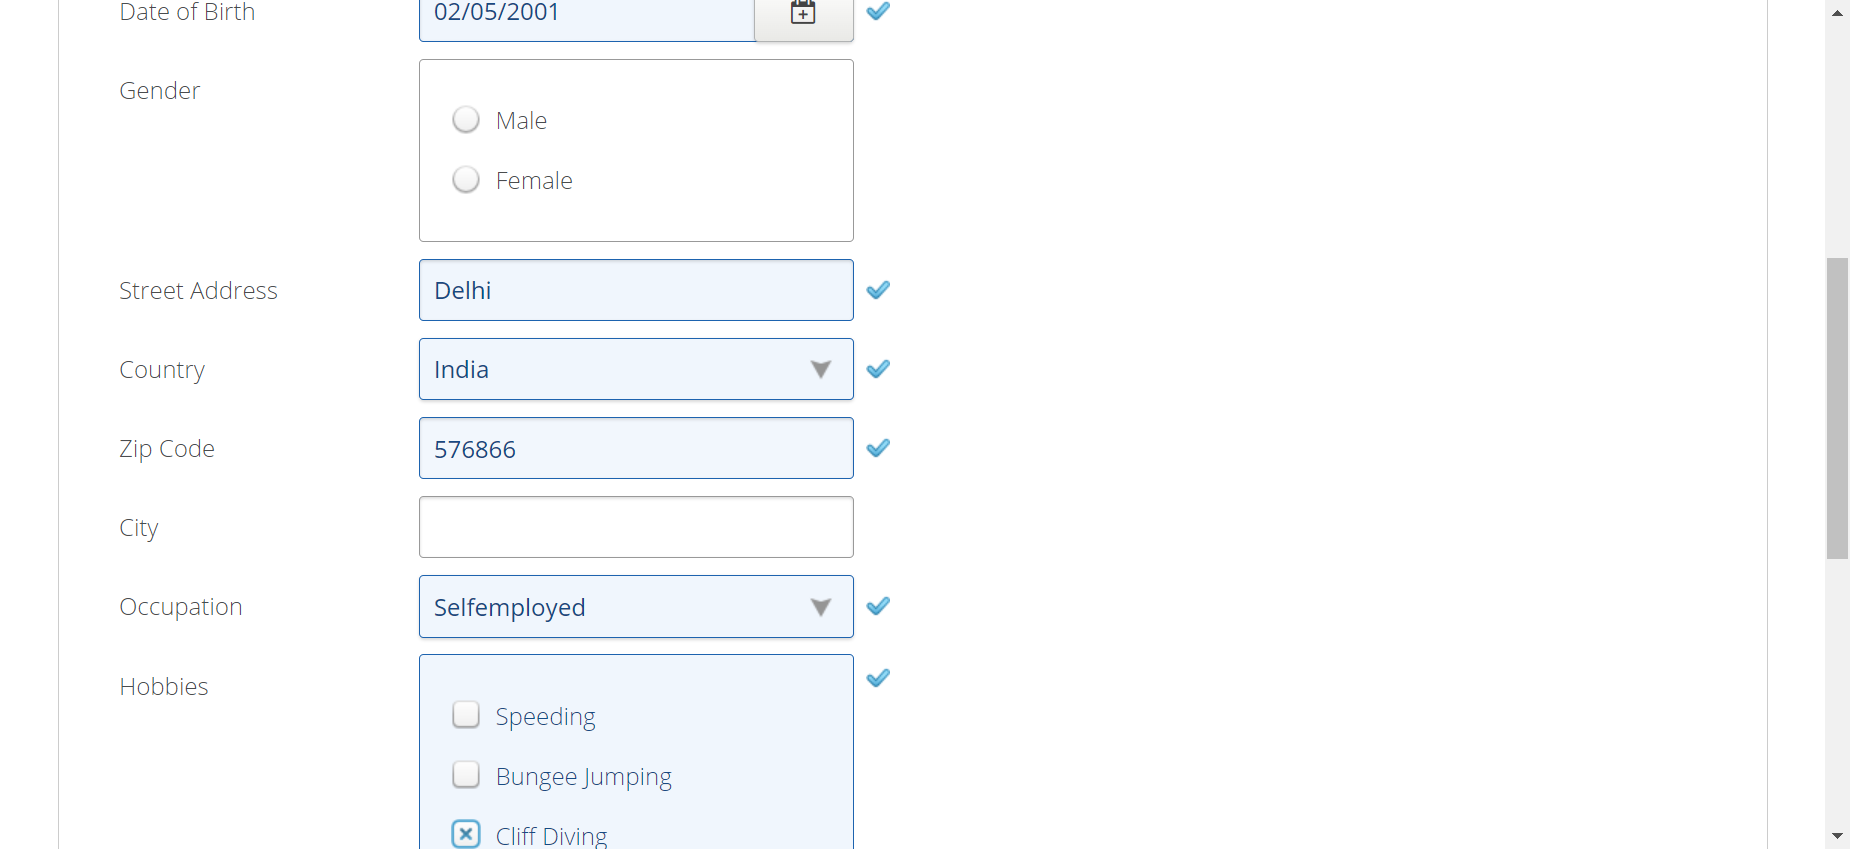 Date of Birth 02/05/2001
Gender
Male
Female
Street Address Delhi
Country India
Zip Code 576866
City
Occupation Selfemployed
Hobbies
Speeding
Bungee Jumping
Cliff Diving